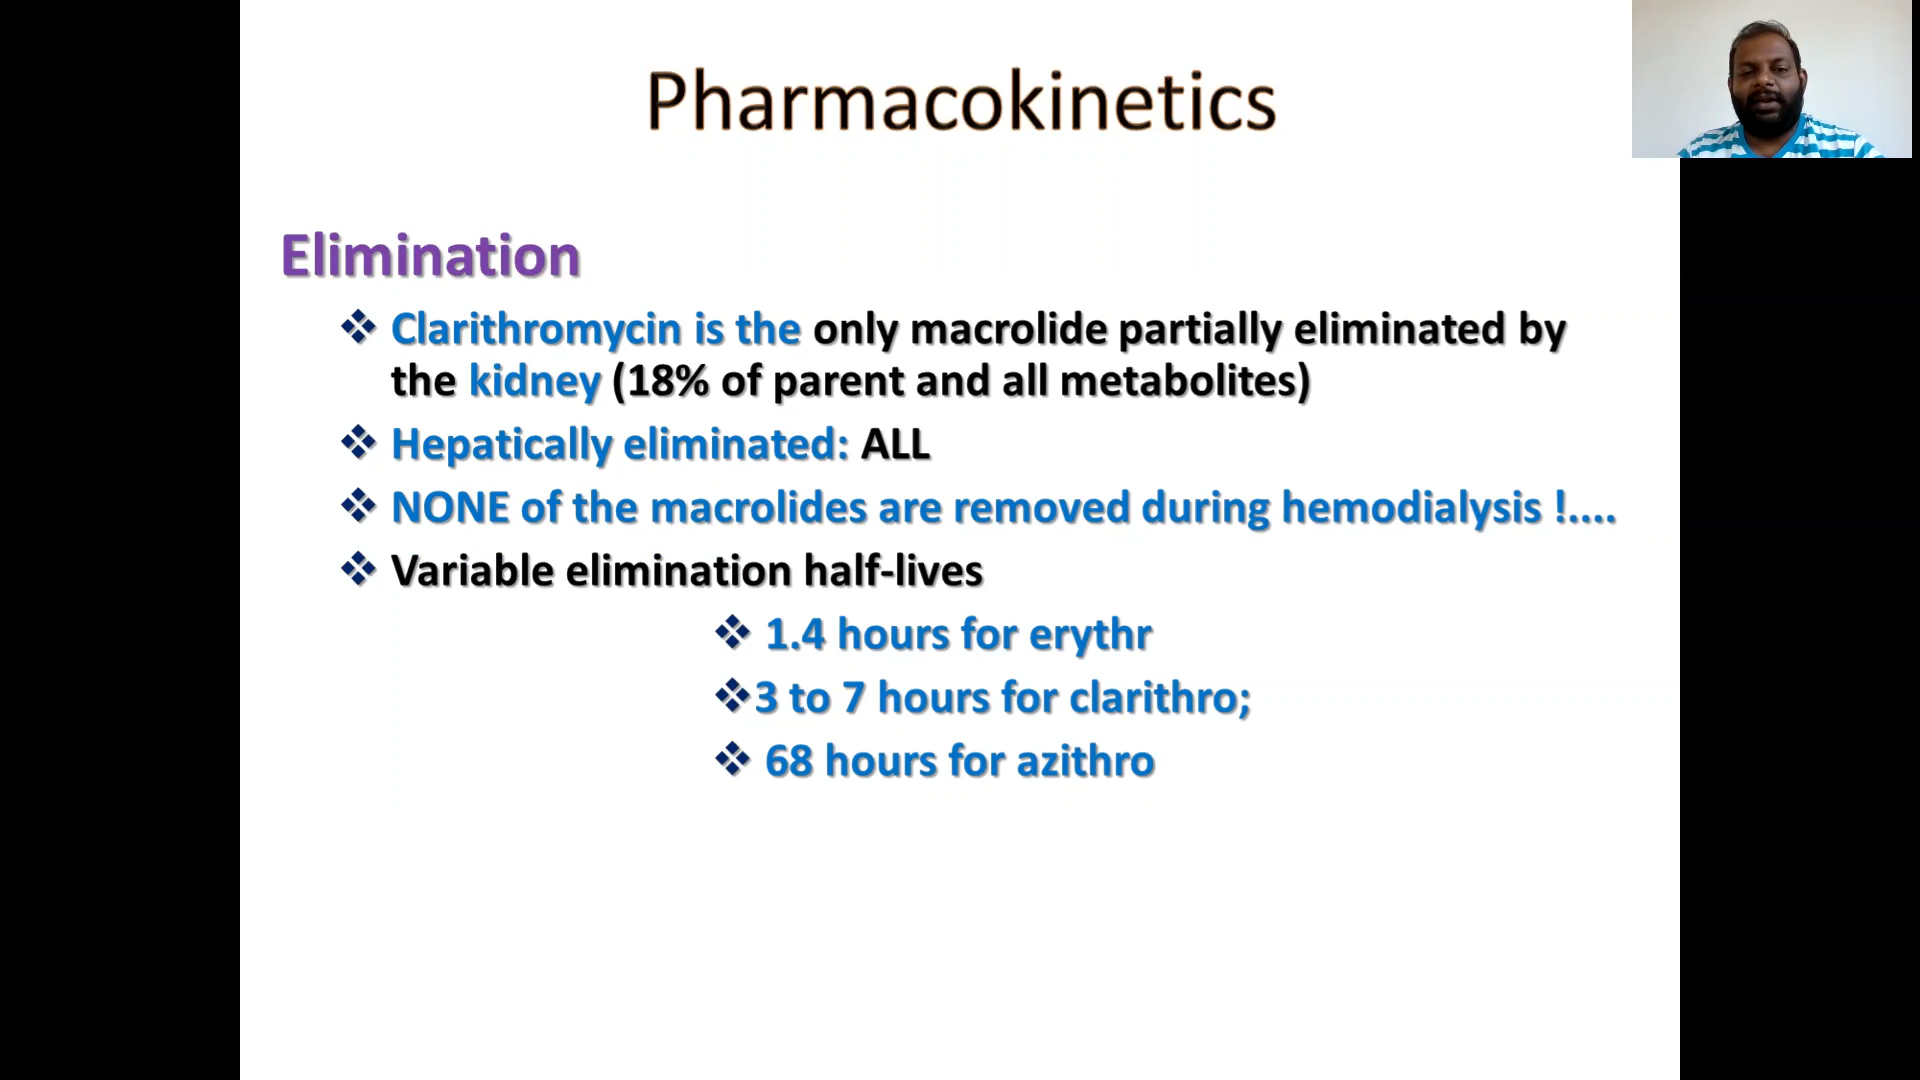 Pharmacokinetics
Elimination
❖ Clarithromycin is the only macrolide partially eliminated by
the kidney (18% of parent and all metabolites)
❖ Hepatically eliminated: ALL
❖ NONE of the macrolides are removed during hemodialysis !....
❖ Variable elimination half-lives
❖ 1.4 hours for erythr
❖3 to 7 hours for clarithro;
❖ 68 hours for azithro